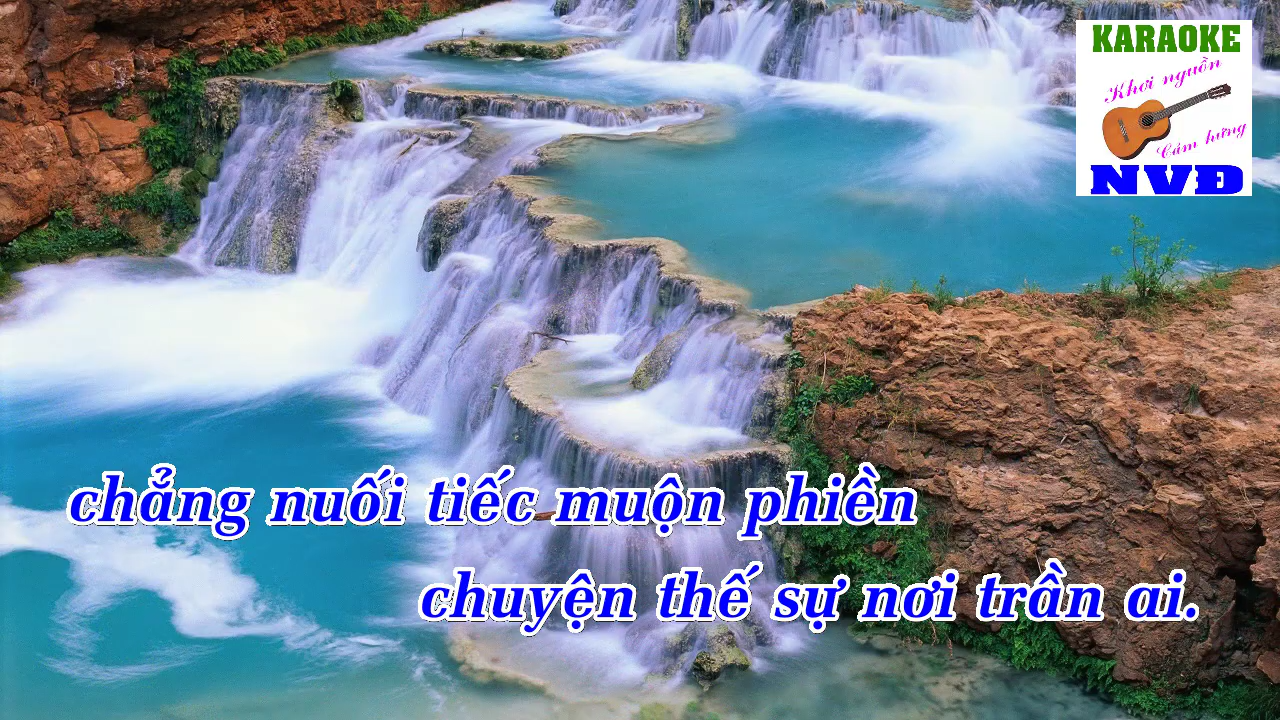 KARAOKE
Khơi nguồn
Cảm hứng
NVĐ
chẳng nuối tiếc muộn phiền
chuyện thế sự nơi trần ai.